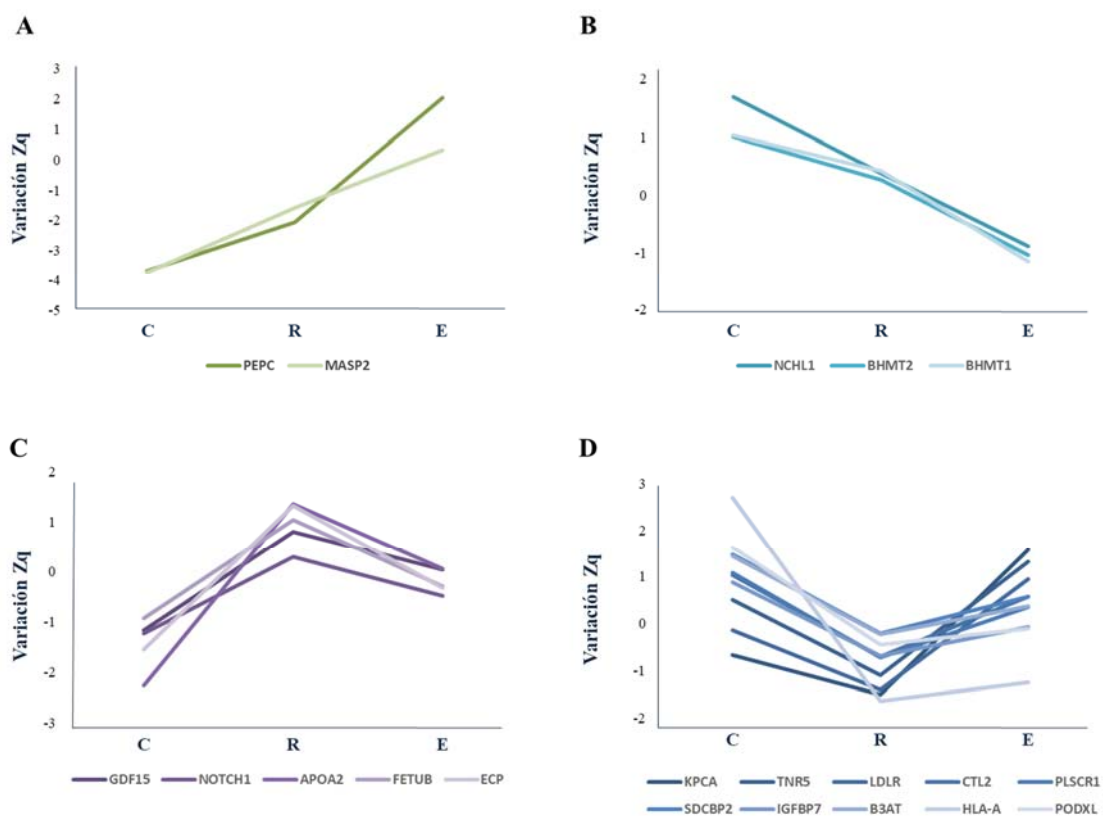 A
Variación Zq
3
2
1
0
-1
-2
-3
-4
-5
C R E
PEPC MASP2
B
Variación Zq
2
1
0
-1
-2
C R E
NCHL1 BHMT2 BHMT1
C
Variación Zq
2
1
0
-1
-2
-3
C R E
GDF15 NOTCH1 APOA2 FETUB ECP
D
Variación Zq
3
2
1
0
-1
-2
C R E
KPCA TNR5 LDLR CTL2 PLSCR1
SDCBP2 IGFBP7 B3AT HLA-A PODXL